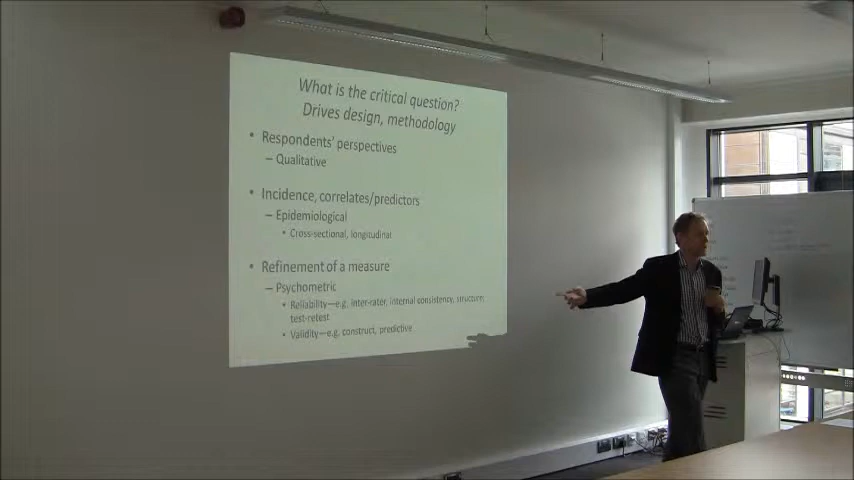 What is the critical question?
Drives design, methodology
• Respondents' perspectives
– Qualitative
• Incidence, correlates/predictors
– Epidemiological
• Cross-sectional, longitudinal
• Refinement of a measure
– Psychometric
• Reliability—e.g. inter-rater, internal consistency, structure;
test-retest
• Validity—e.g. construct, predictive